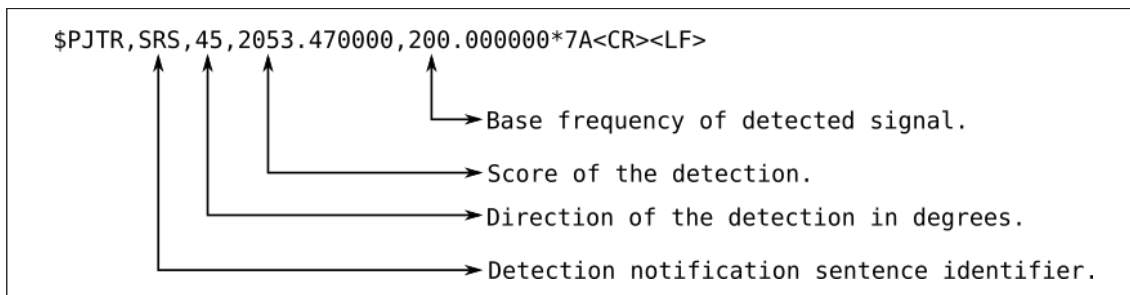 $PJTR,SRS,45,2053.470000,200.000000*7A<CR><LF>
Base frequency of detected signal.
Score of the detection.
Direction of the detection in degrees.
Detection notification sentence identifier.